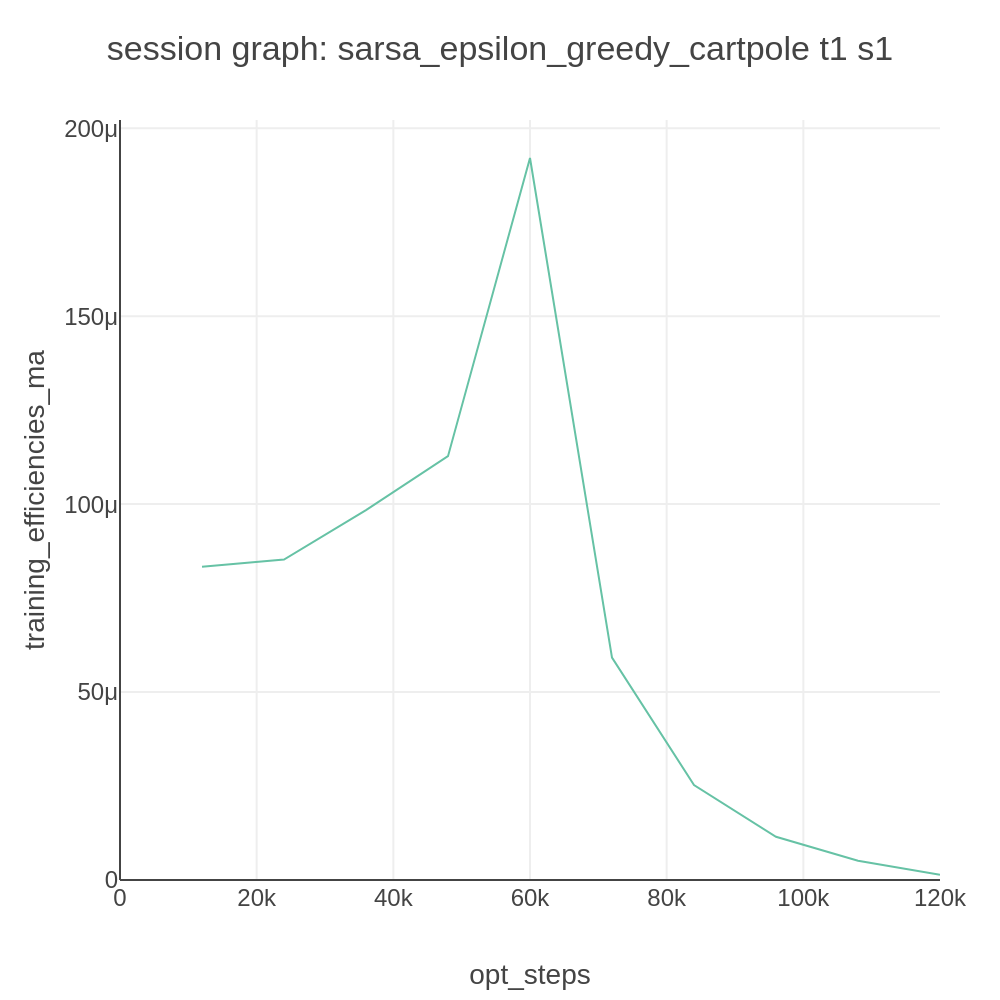 session graph: sarsa_epsilon_greedy_cartpole t1 s1
training_efficiencies_ma
200μ
150μ
100μ
50μ
0
0 20k 40k 60k 80k 100k 120k
opt_steps